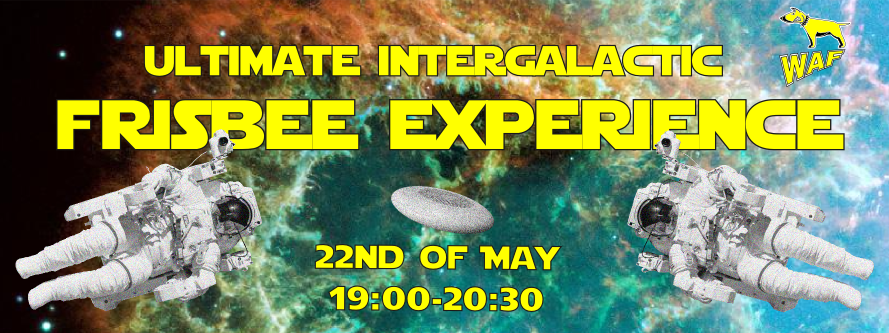 ULTIMATE INTERGALACTIC
WAF
FRISBEE EXPERIENCE
22ND OF MAY
19:00-20:30